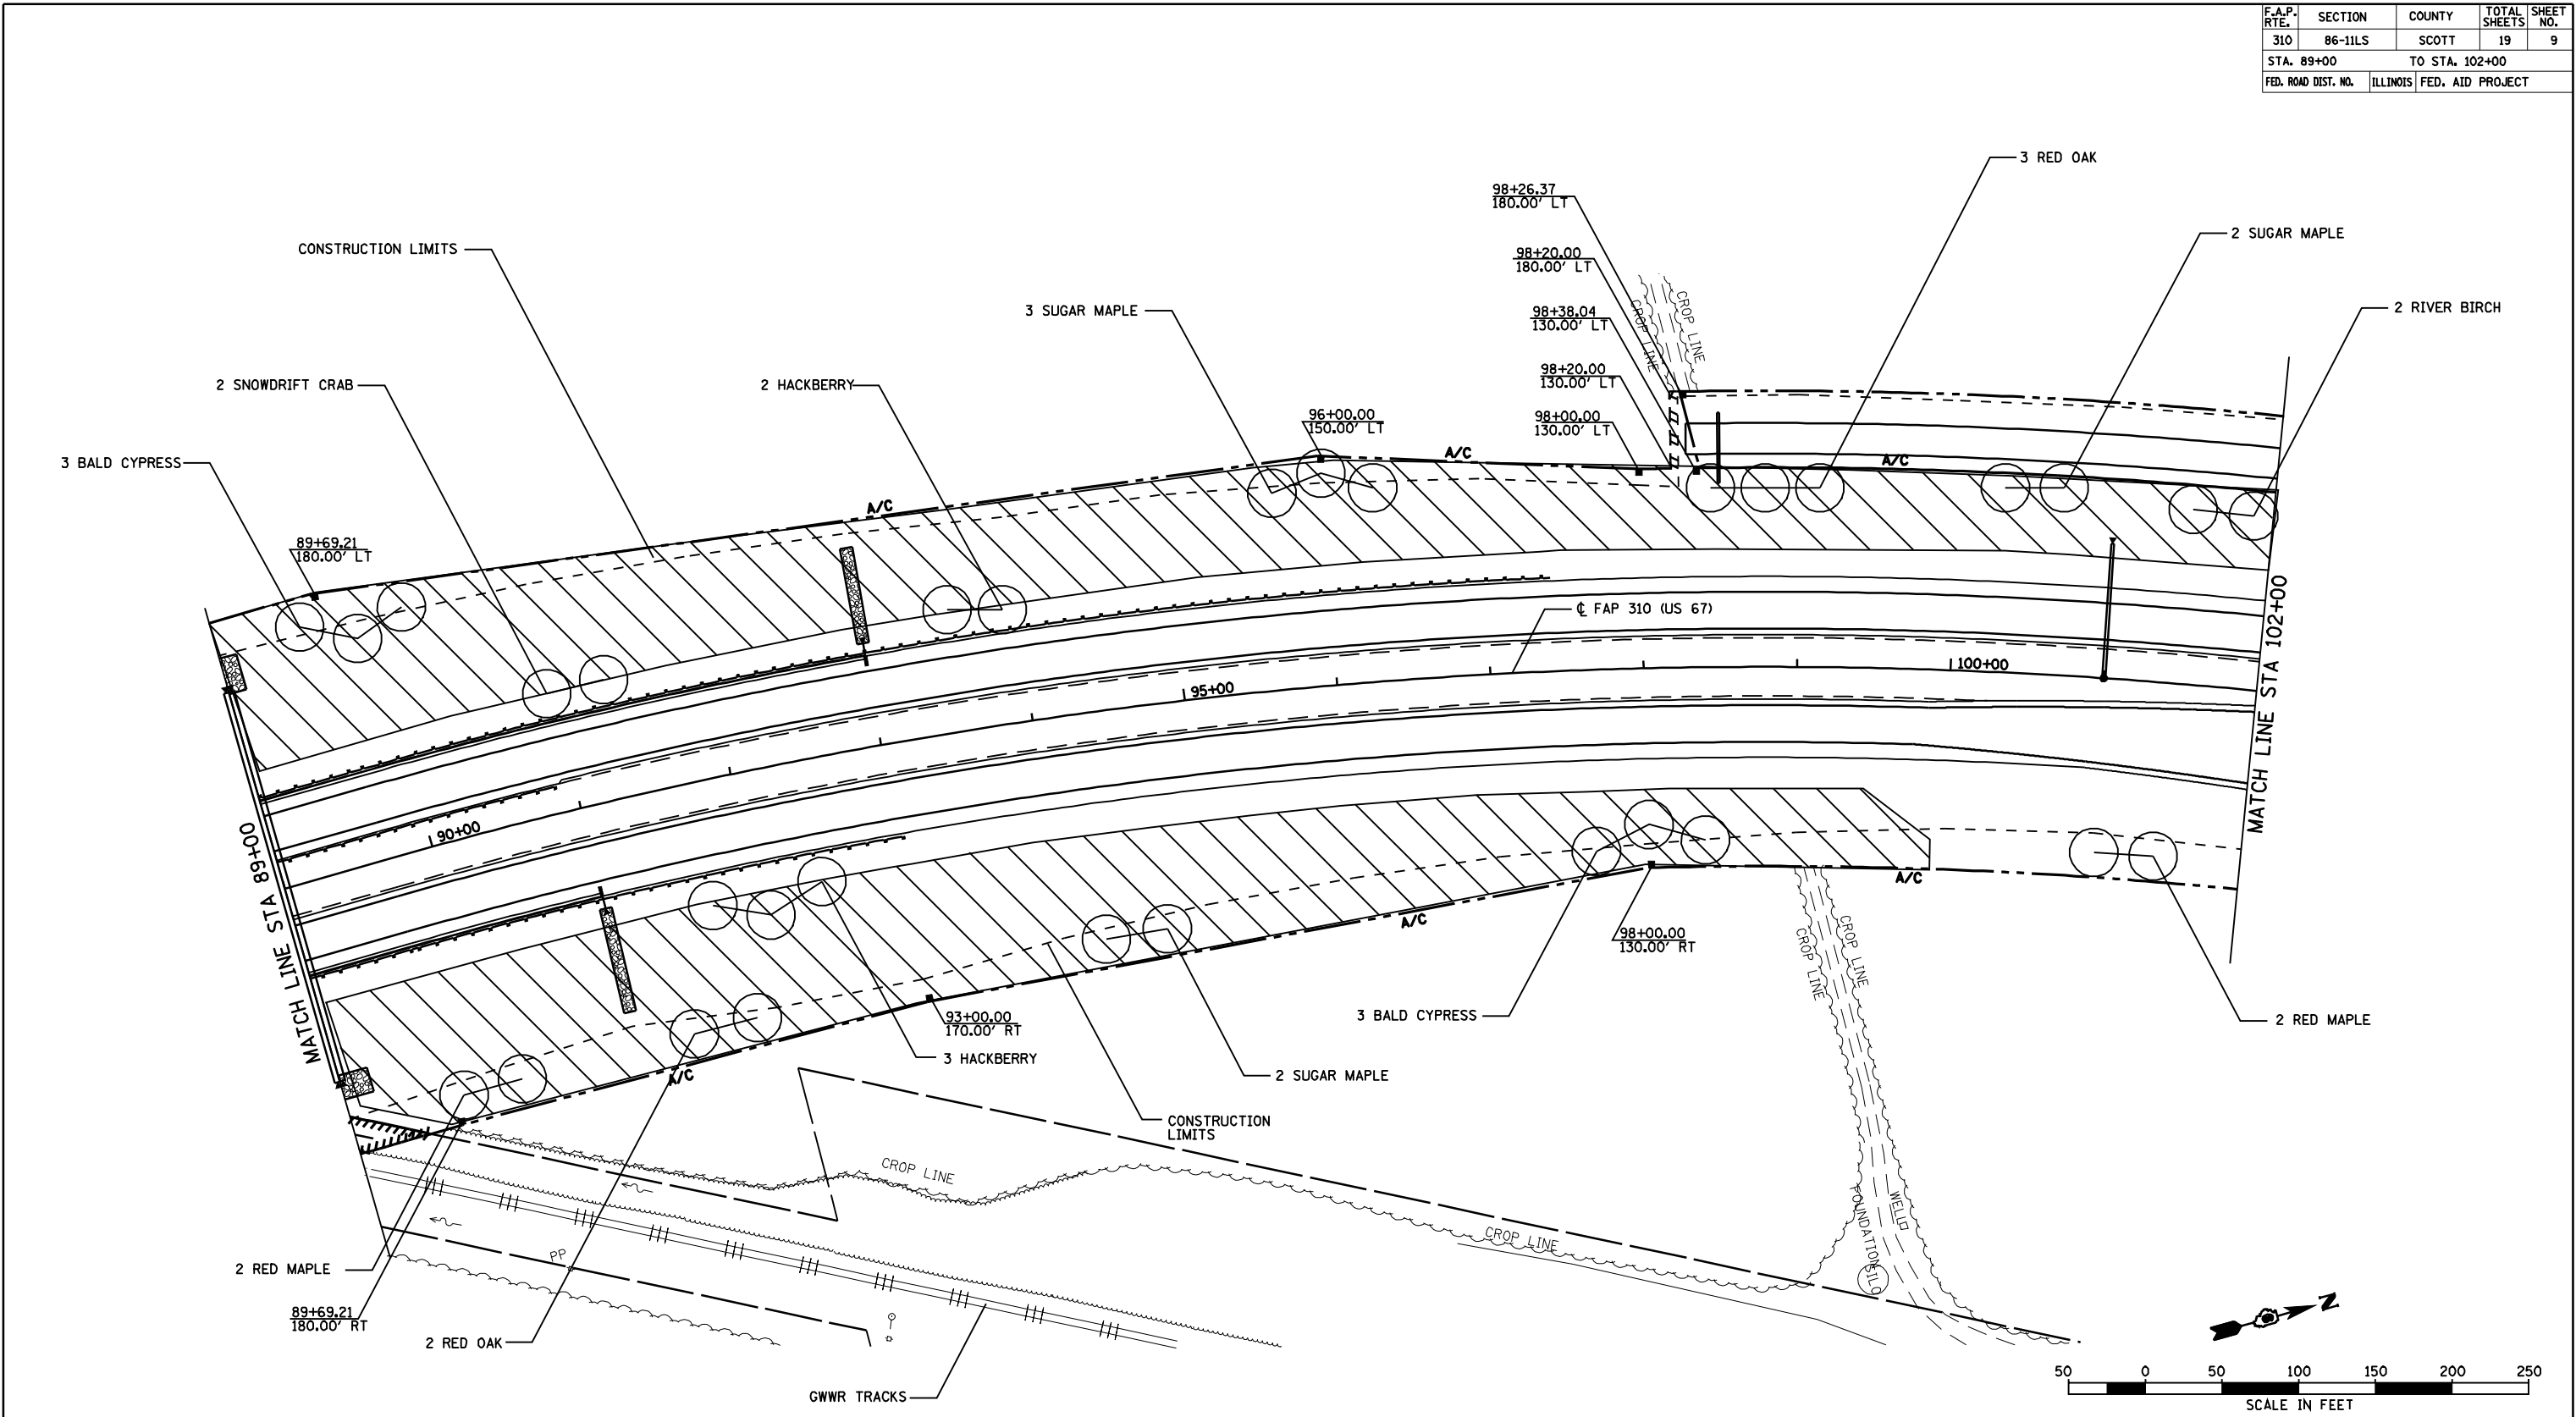 F.A.P. RTE. SECTION COUNTY TOTAL SHEETS SHEET NO.
310 86-11LS SCOTT 19 9
STA. 89+00 TO STA. 102+00
FED. ROAD DIST. NO. ILLINOIS FED. AID PROJECT
3 RED OAK
98+26.37
180.00' LT
2 SUGAR MAPLE
CONSTRUCTION LIMITS
98+20.00
180.00' LT
CROP LINE
CROP LINE
2 RIVER BIRCH
3 SUGAR MAPLE
98+38.04
130.00' LT
98+20.00
130.00' LT
2 SNOWDRIFT CRAB
2 HACKBERRY
96+00.00
150.00' LT
98+00.00
130.00' LT
3 BALD CYPRESS
A/C
A/C
A/C
89+69.21
180.00' LT
℄ FAP 310 (US 67)
100+00
95+00
90+00
MATCH LINE STA 102+00
MATCH LINE STA 89+00
A/C
A/C
98+00.00
130.00' RT
CROP LINE
CROP LINE
93+00.00
170.00' RT
3 BALD CYPRESS
2 RED MAPLE
3 HACKBERRY
A/C
2 SUGAR MAPLE
CONSTRUCTION
LIMITS
CROP LINE
CROP LINE
WELL
FOUNDATION
SILO
PP
2 RED MAPLE
89+69.21
180.00' RT
2 RED OAK
GWWR TRACKS
N
50 0 50 100 150 200 250
SCALE IN FEET